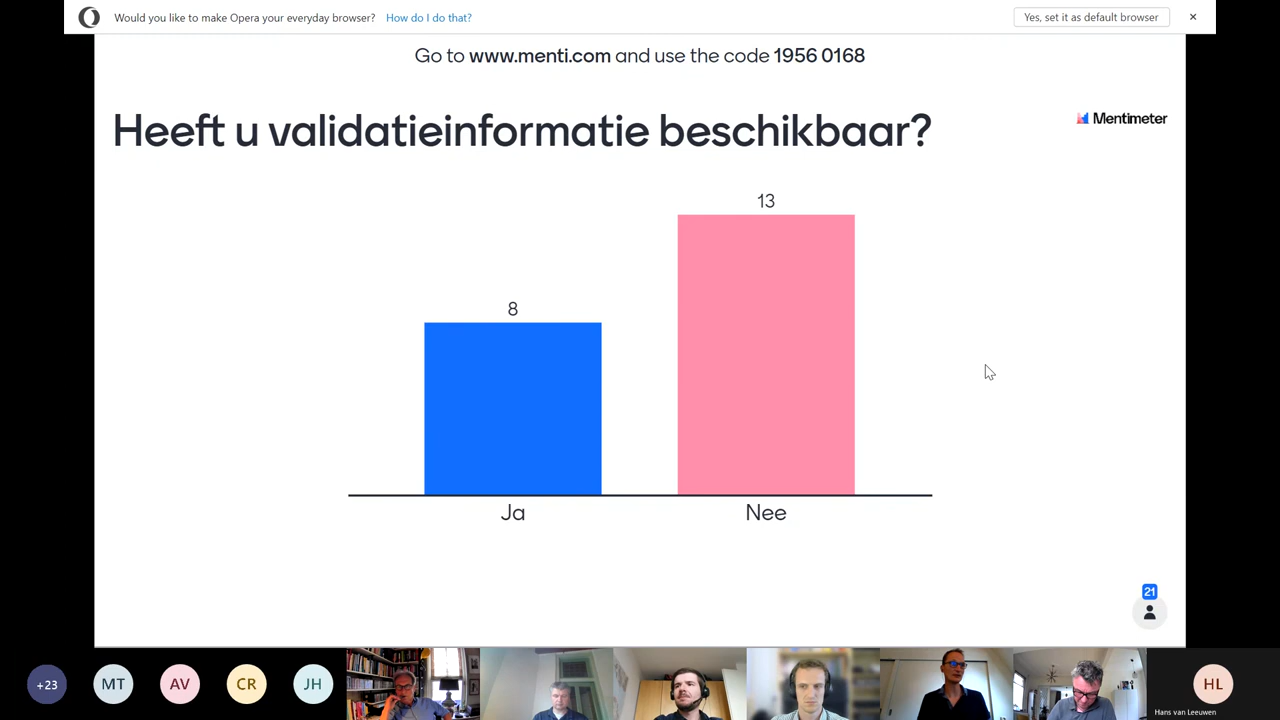 Would you like to make Opera your everyday browser? How do I do that? Yes, set it as default browser
Go to www.menti.com and use the code 1956 0168
Heeft u validatieinformatie beschikbaar?
Mentimeter
13
8
Ja Nee
21
+23 MT AV CR JH HL
Hans van Leeuwen